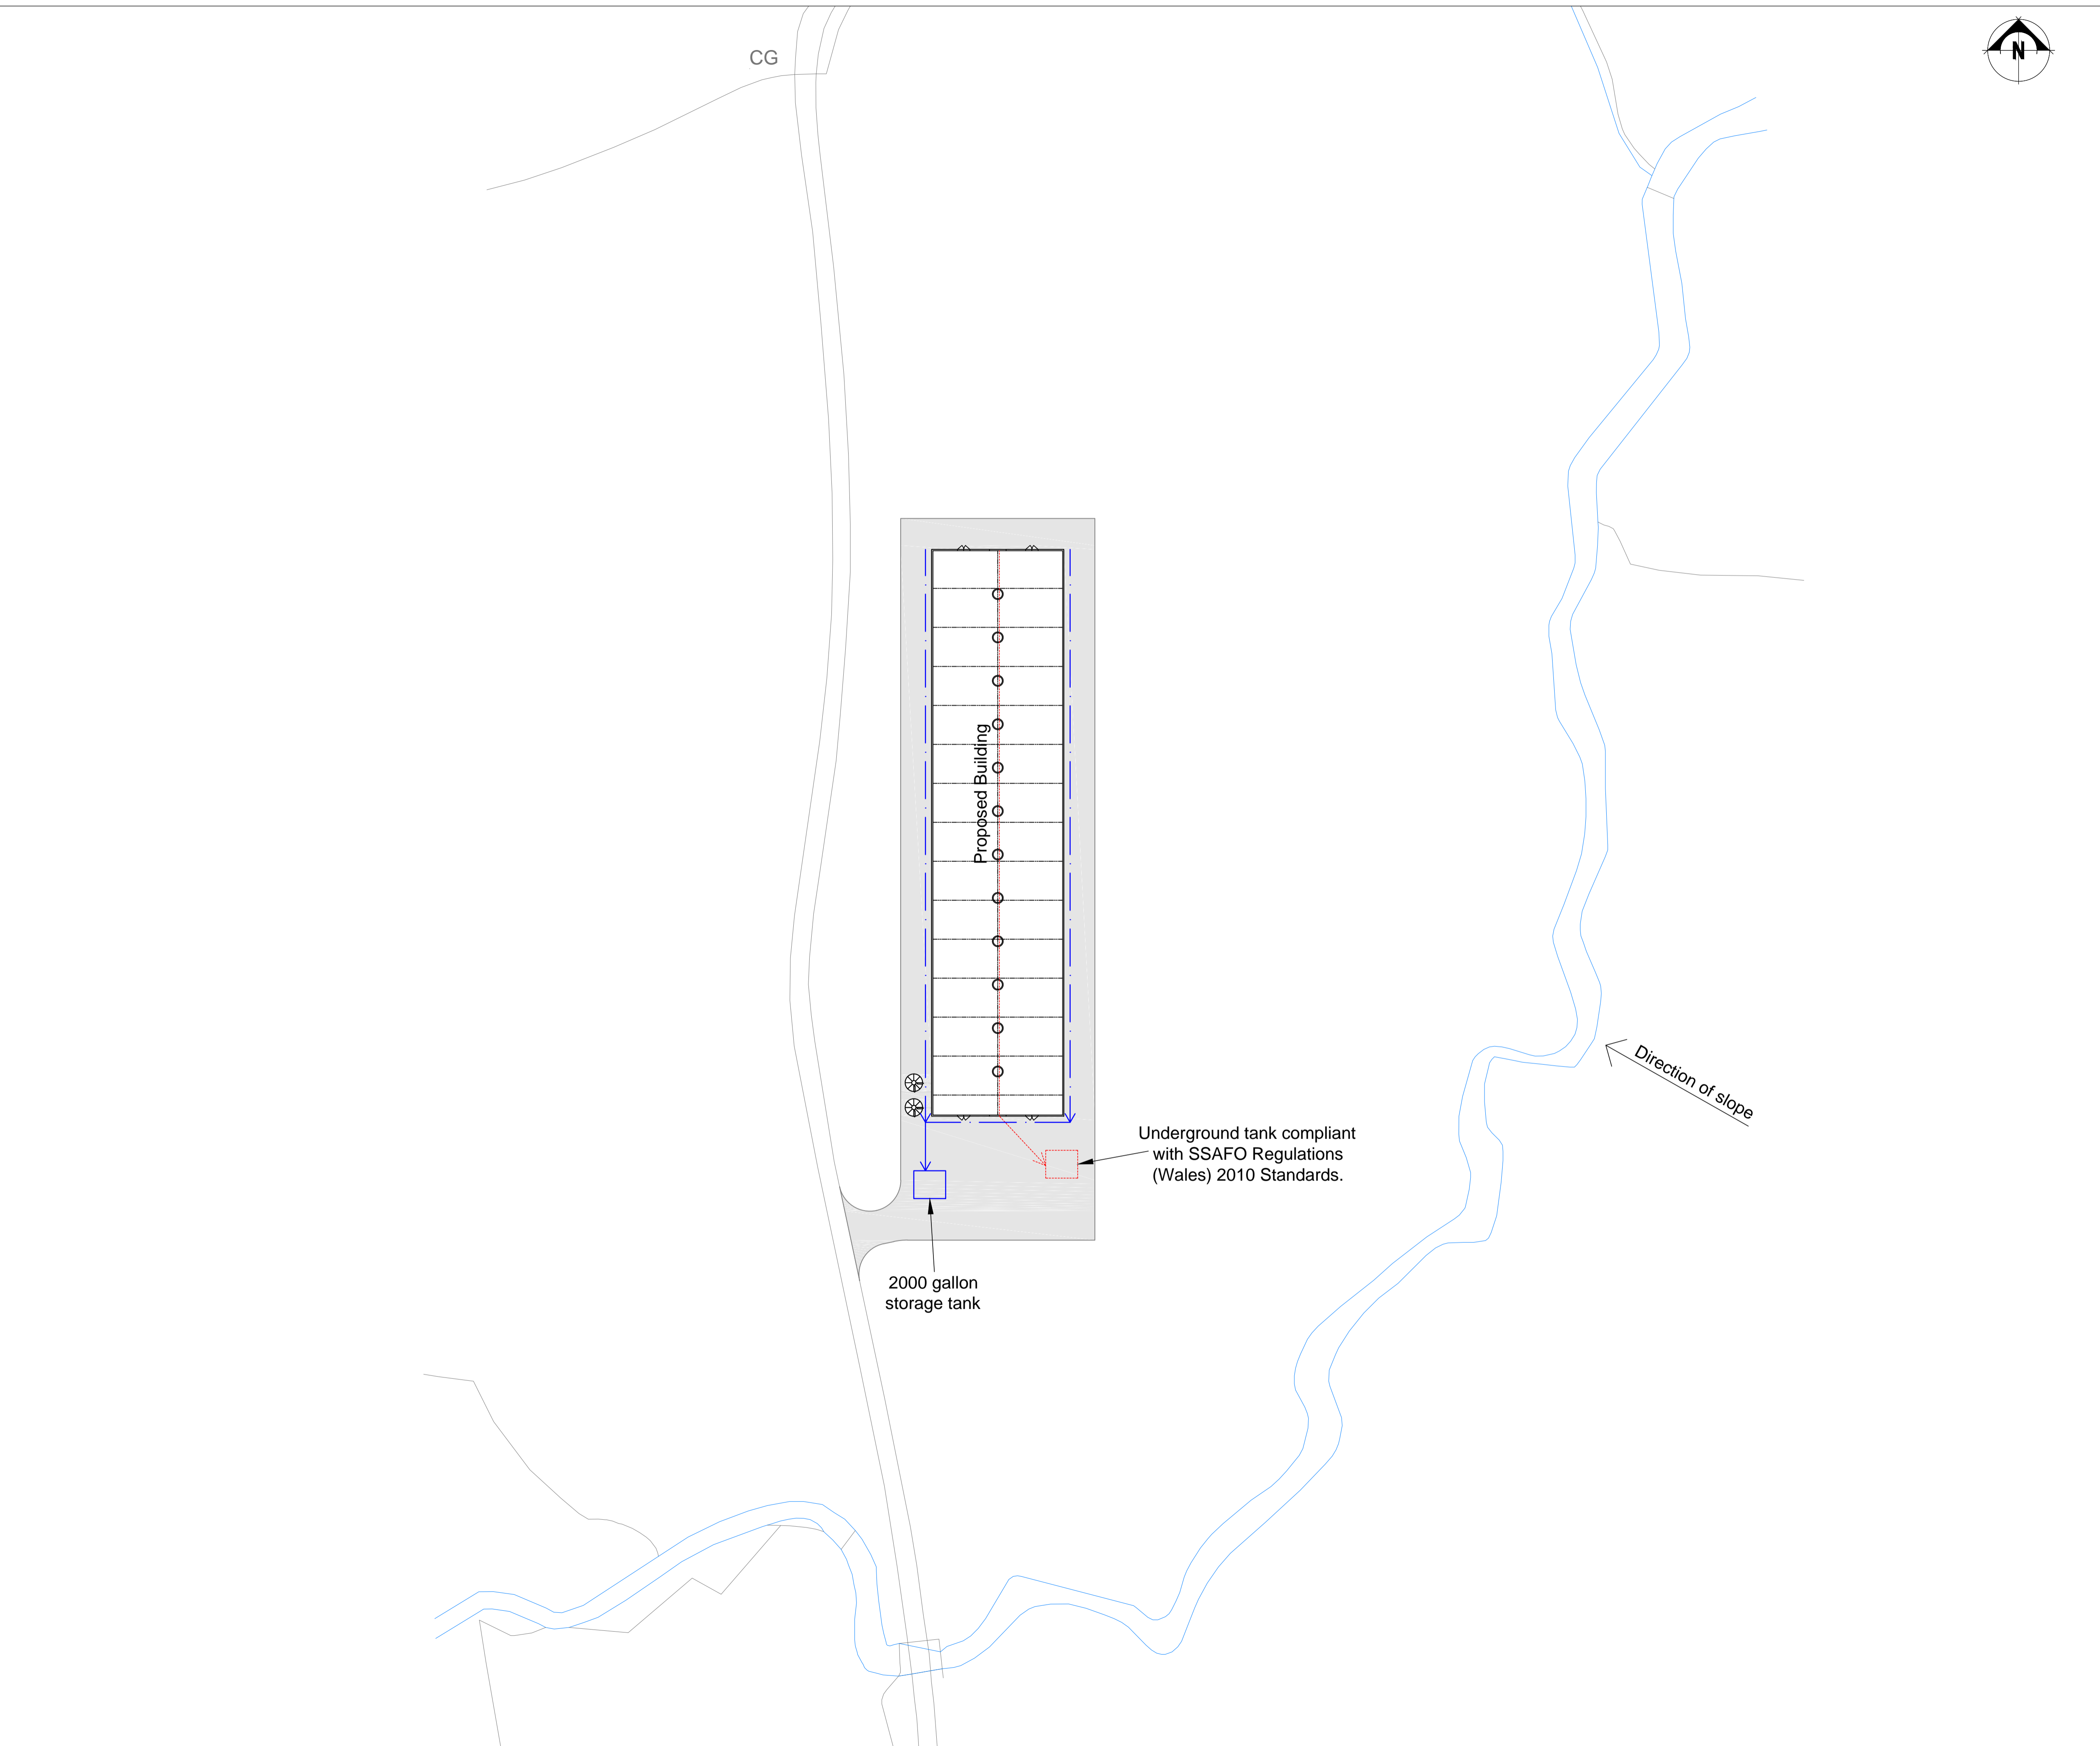 CG
N
Proposed Building
Direction of slope
Underground tank compliant
with SSAFO Regulations
(Wales) 2010 Standards.
2000 gallon
storage tank